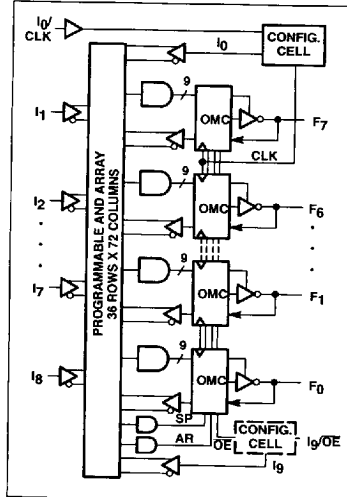 I0/
CLK
I0
CONFIG.
CELL
9
OMC
F7
I1
CLK
9
OMC
F6
I2
PROGRAMMABLE AND ARRAY
36 ROWS X 72 COLUMNS
9
OMC
F1
I7
9
OMC
F0
I8
SP
AR
OE
CONFIG.
CELL
I9/OE
I9